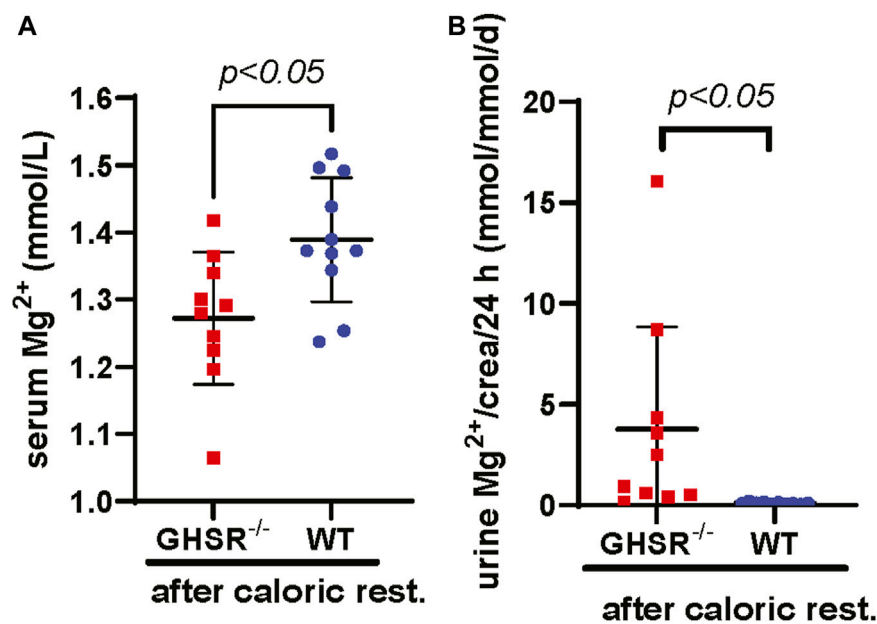 A
p<0.05
serum Mg²⁺ (mmol/L)
1.6
1.5
1.4
1.3
1.2
1.1
1.0
GHSR⁻/⁻ WT
after caloric rest.
B
p<0.05
urine Mg²⁺/crea/24 h (mmol/mmol/d)
20
15
10
5
0
GHSR⁻/⁻ WT
after caloric rest.